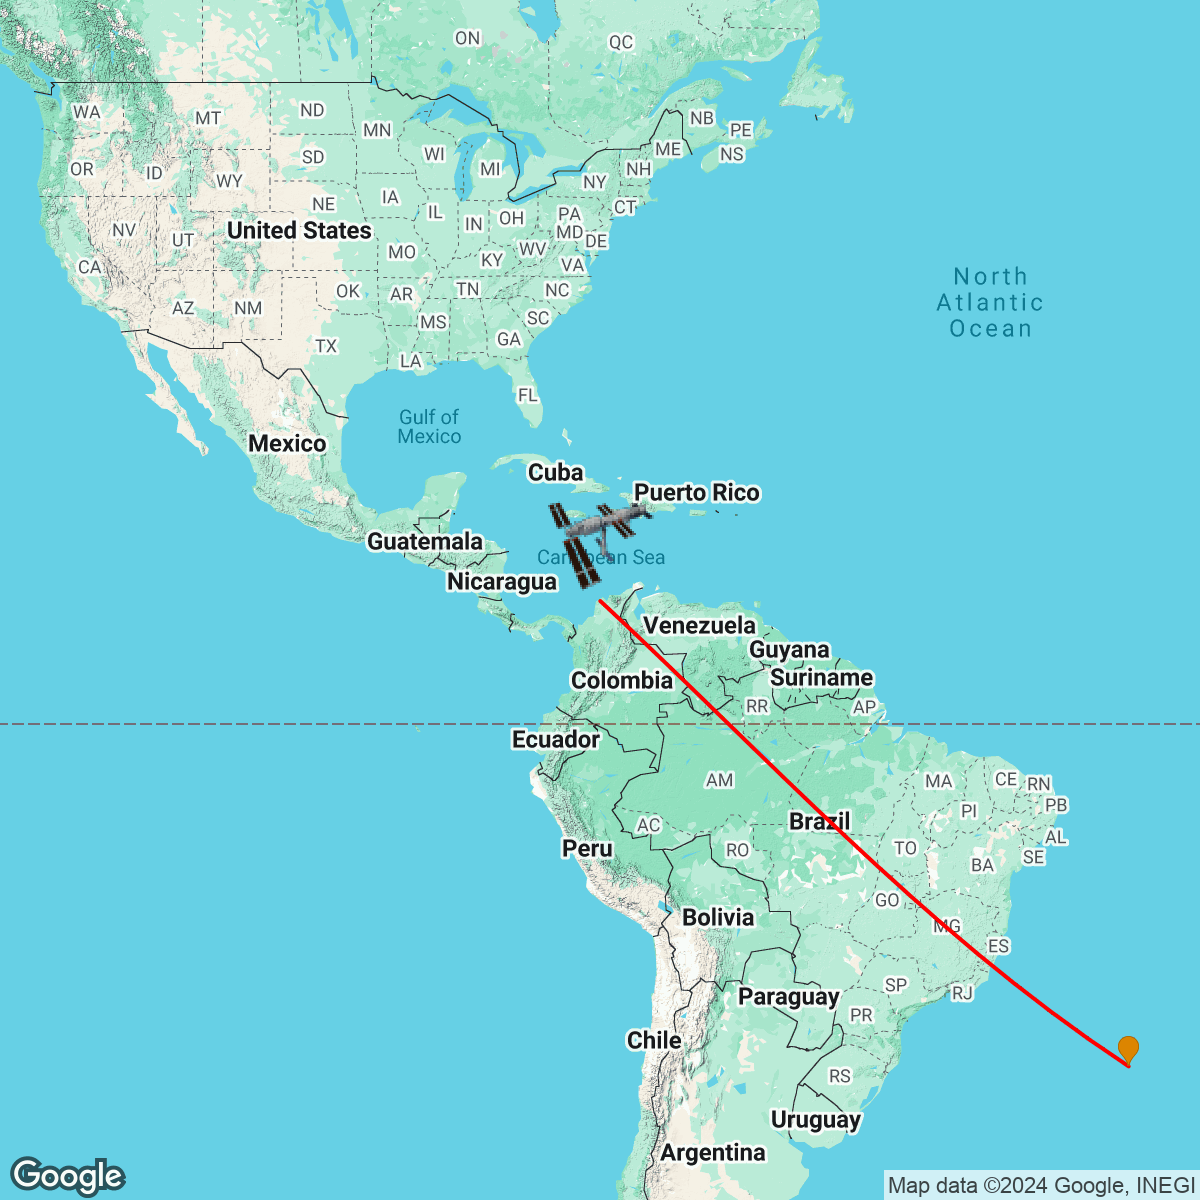 ON
QC
WA
MT
ND
MN
NB
PE
OR
ID
SD
WI
MI
ME
NS
WY
NH
NE
IA
NY
CT
NV
UT
United States
IL
IN
OH
PA
MD
DE
CA
MO
KY
WV
VA
AZ
NM
OK
AR
TN
NC
North
Atlantic
Ocean
MS
SC
TX
LA
GA
FL
Gulf of
Mexico
Mexico
Cuba
Puerto Rico
Guatemala
Caribbean Sea
Nicaragua
Venezuela
Guyana
Colombia
Suriname
RR
AP
Ecuador
AM
MA
CE
RN
PI
PB
AC
Brazil
AL
Peru
RO
TO
BA
SE
GO
Bolivia
MG
ES
Paraguay
SP
RJ
PR
Chile
RS
Uruguay
Argentina
Google
Map data ©2024 Google, INEGI